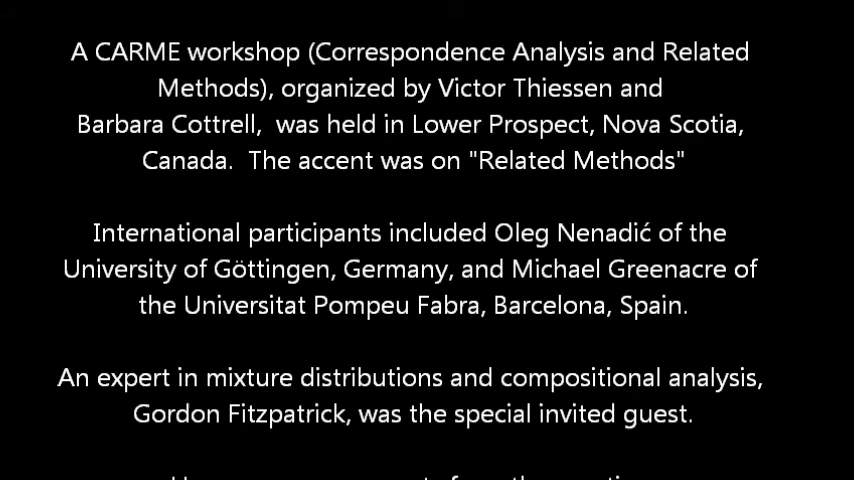 A CARME workshop (Correspondence Analysis and Related
Methods), organized by Victor Thiessen and
Barbara Cottrell,  was held in Lower Prospect, Nova Scotia,
Canada.  The accent was on "Related Methods"
International participants included Oleg Nenadić of the
University of Göttingen, Germany, and Michael Greenacre of
the Universitat Pompeu Fabra, Barcelona, Spain.
An expert in mixture distributions and compositional analysis,
Gordon Fitzpatrick, was the special invited guest.